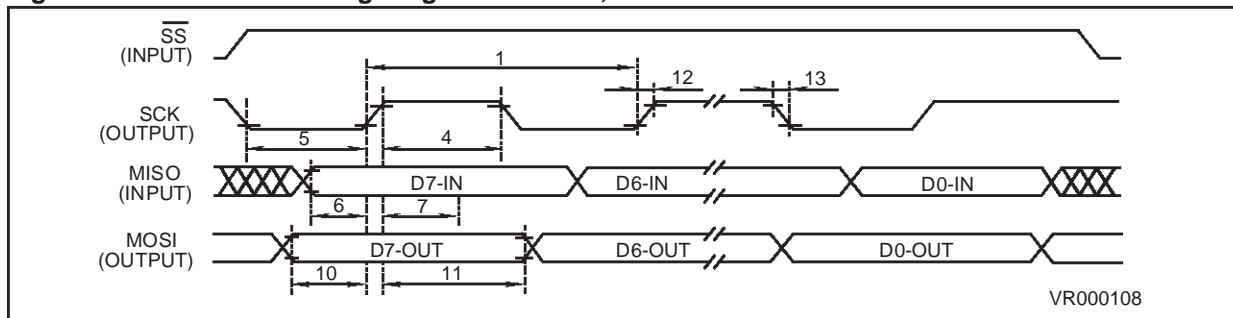 SS
(INPUT)
1
12
13
SCK
(OUTPUT)
5
4
MISO
(INPUT)
D7-IN
D6-IN
D0-IN
6
7
MOSI
(OUTPUT)
D7-OUT
D6-OUT
D0-OUT
10
11
VR000108